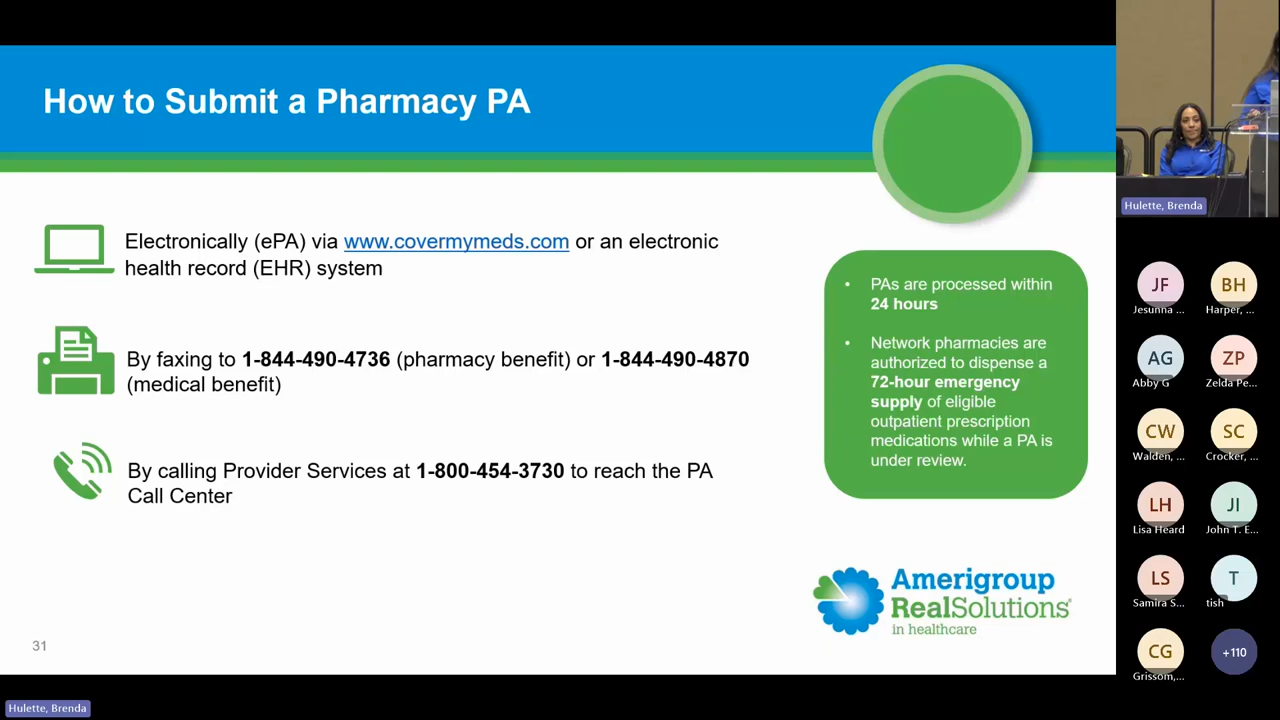 How to Submit a Pharmacy PA
Electronically (ePA) via www.covermymeds.com or an electronic
health record (EHR) system
By faxing to 1-844-490-4736 (pharmacy benefit) or 1-844-490-4870
(medical benefit)
By calling Provider Services at 1-800-454-3730 to reach the PA
Call Center
• PAs are processed within
24 hours
• Network pharmacies are
authorized to dispense a
72-hour emergency
supply of eligible
outpatient prescription
medications while a PA is
under review.
Amerigroup
RealSolutions®
in healthcare
31
Hulette, Brenda
Hulette, Brenda
JF
BH
Jesunna ...
Harper, ...
AG
ZP
Abby G
Zelda Pe...
CW
SC
Walden, ...
Crocker, ...
LH
JI
Lisa Heard
John T. E...
LS
T
Samira S...
tish
CG
+110
Grissom,...